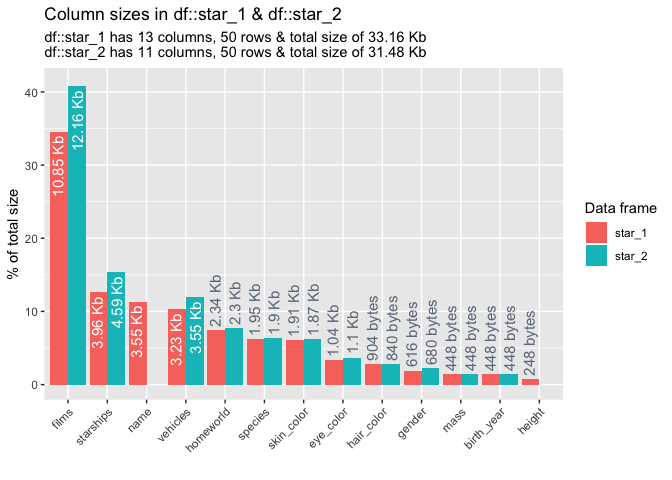 Column sizes in df::star_1 & df::star_2
df::star_1 has 13 columns, 50 rows & total size of 33.16 Kb
df::star_2 has 11 columns, 50 rows & total size of 31.48 Kb
% of total size
40
30
20
10
0
10.85 Kb
12.16 Kb
3.96 Kb
4.59 Kb
3.55 Kb
3.23 Kb
3.55 Kb
2.34 Kb
2.3 Kb
1.95 Kb
1.9 Kb
1.91 Kb
1.87 Kb
1.04 Kb
1.1 Kb
904 bytes
840 bytes
616 bytes
680 bytes
448 bytes
448 bytes
448 bytes
448 bytes
248 bytes
films
starships
name
vehicles
homeworld
species
skin_color
eye_color
hair_color
gender
mass
birth_year
height
Data frame
star_1
star_2